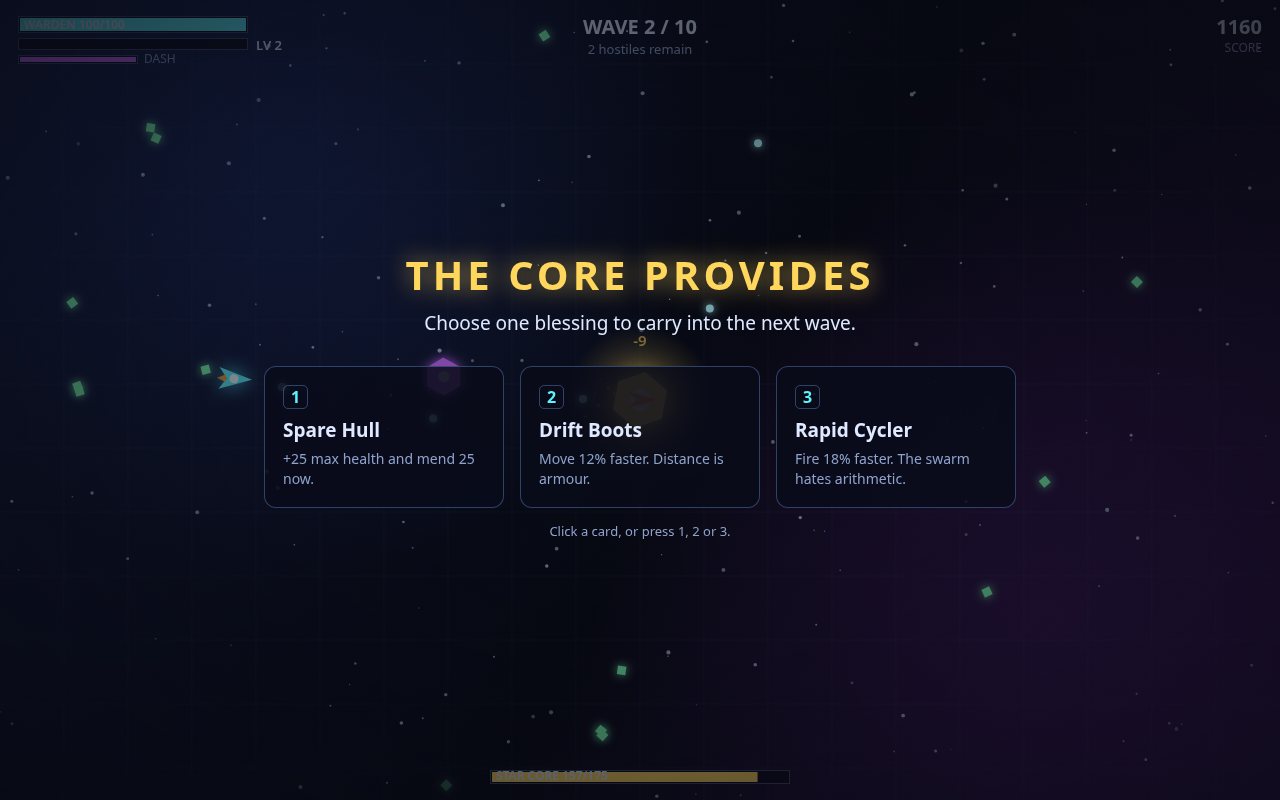 WARDEN 100/100
WAVE 2 / 10
1160
LV 2
2 hostiles remain
SCORE
DASH
THE CORE PROVIDES
Choose one blessing to carry into the next wave.
-9
1
Spare Hull
+25 max health and mend 25
now.
2
Drift Boots
Move 12% faster. Distance is
armour.
3
Rapid Cycler
Fire 18% faster. The swarm
hates arithmetic.
Click a card, or press 1, 2 or 3.
STAR CORE 157/175